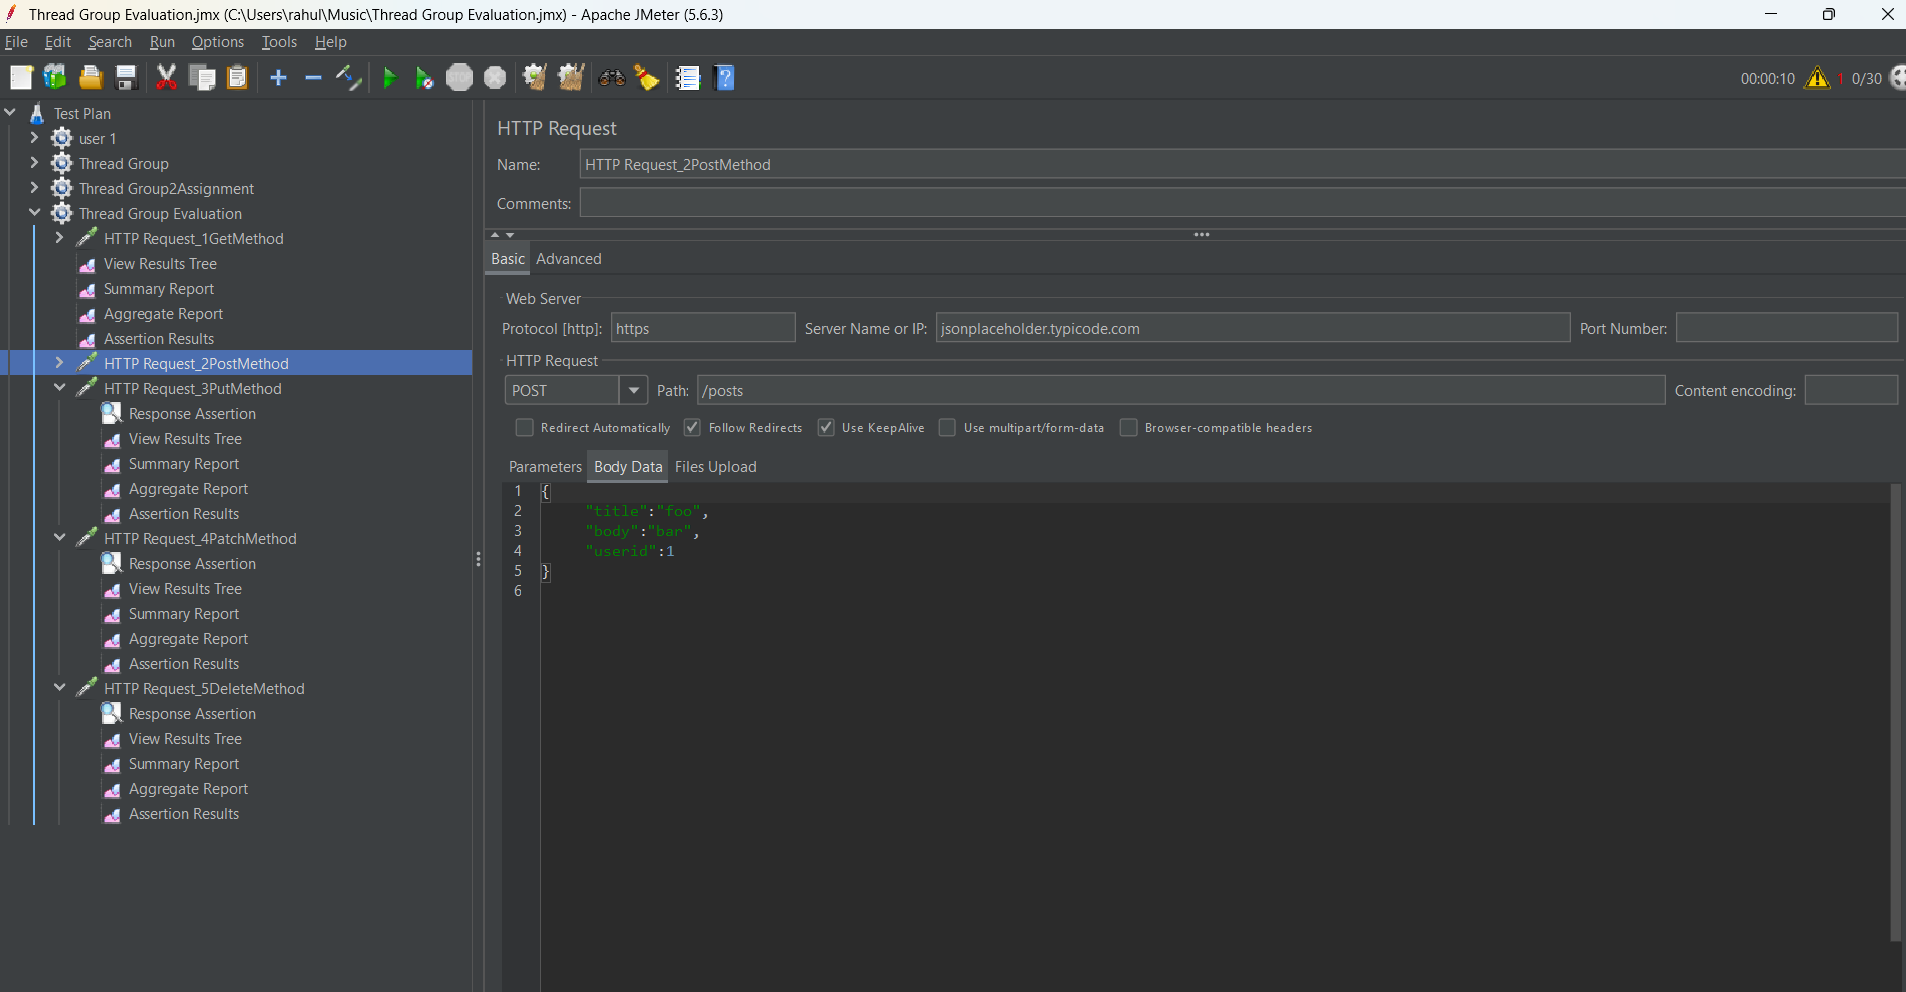 Thread Group Evaluation.jmx (C:\Users\rahul\Music\Thread Group Evaluation.jmx) - Apache JMeter (5.6.3)
File Edit Search Run Options Tools Help
STOP 00:00:10 1 0/30
Test Plan
user 1
Thread Group
Thread Group2Assignment
Thread Group Evaluation
HTTP Request_1GetMethod
View Results Tree
Summary Report
Aggregate Report
Assertion Results
HTTP Request_2PostMethod
HTTP Request_3PutMethod
Response Assertion
View Results Tree
Summary Report
Aggregate Report
Assertion Results
HTTP Request_4PatchMethod
Response Assertion
View Results Tree
Summary Report
Aggregate Report
Assertion Results
HTTP Request_5DeleteMethod
Response Assertion
View Results Tree
Summary Report
Aggregate Report
Assertion Results
HTTP Request
Name: HTTP Request_2PostMethod
Comments:
Basic Advanced
Web Server
Protocol [http]: https Server Name or IP: jsonplaceholder.typicode.com Port Number:
HTTP Request
POST Path: /posts Content encoding:
Redirect Automatically Follow Redirects Use KeepAlive Use multipart/form-data Browser-compatible headers
Parameters Body Data Files Upload
1 {
2 "title":"foo",
3 "body":"bar",
4 "userid":1
5 }
6